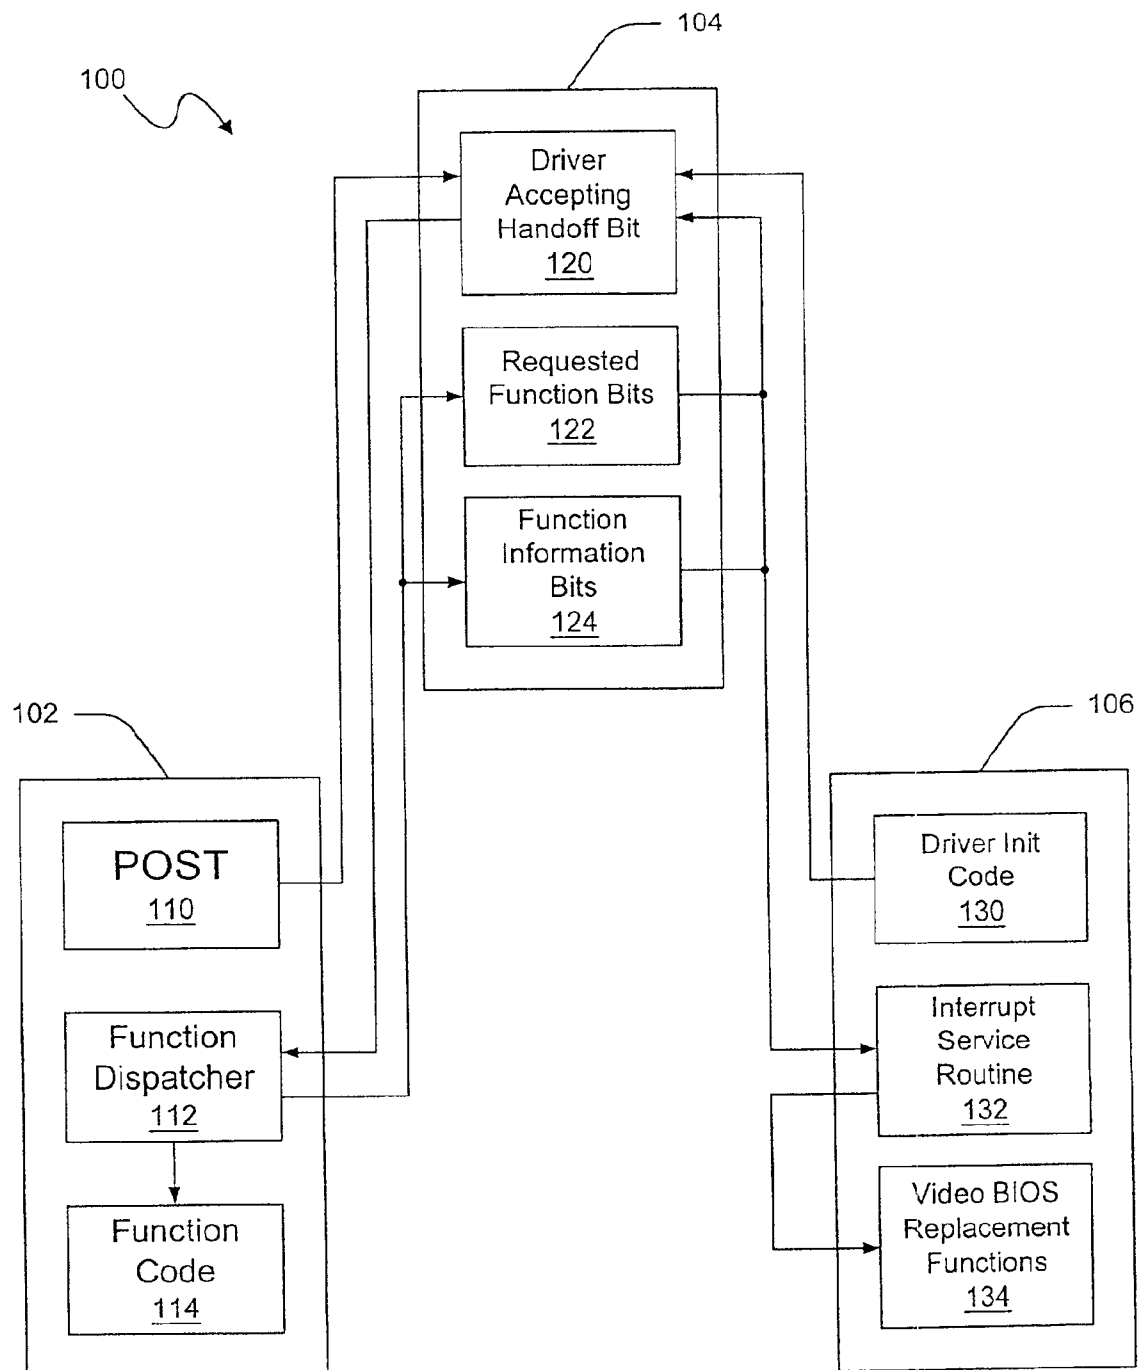 104
100
Driver
Accepting
Handoff Bit
120
Requested
Function Bits
122
Function
Information
Bits
124
102
POST
110
Function
Dispatcher
112
Function
Code
114
106
Driver Init
Code
130
Interrupt
Service
Routine
132
Video BIOS
Replacement
Functions
134